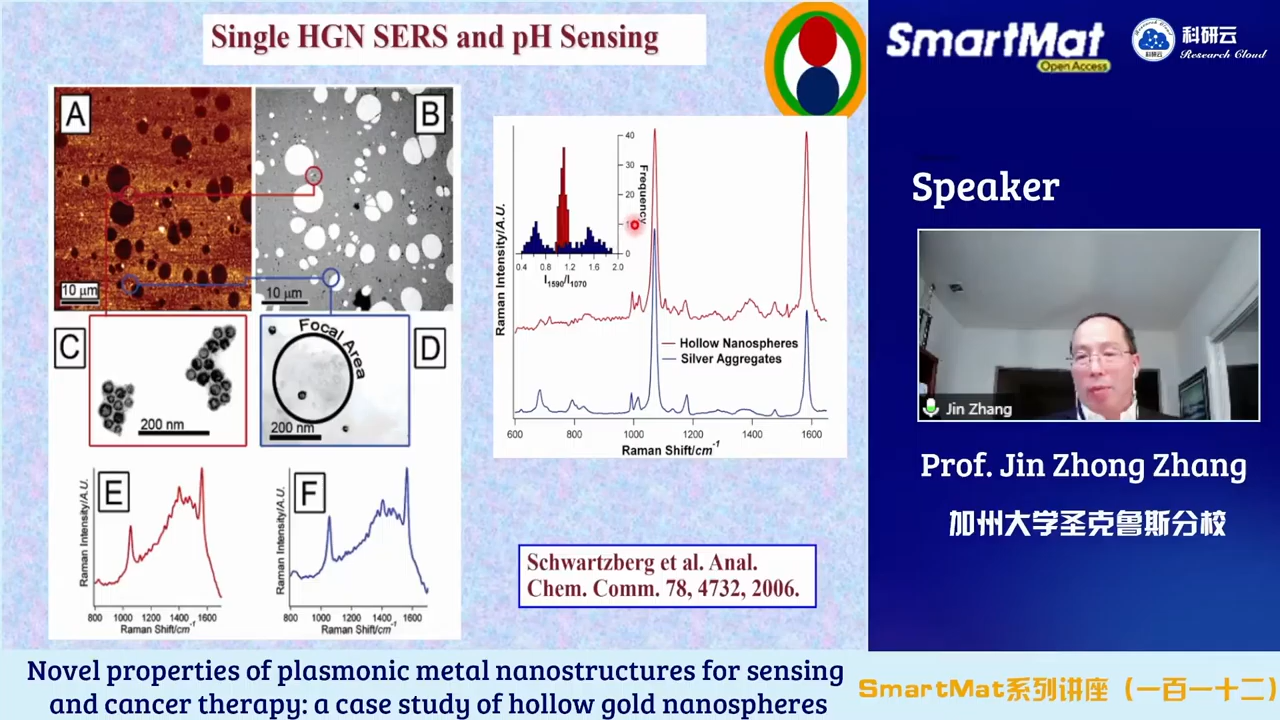 Single HGN SERS and pH Sensing
A
B
10 μm
10 μm
C
200 nm
Focal Area
D
200 nm
E
Raman Intensity/A.U.
800 1000 1200 1400 1600
Raman Shift/cm-1
F
Raman Intensity/A.U.
800 1000 1200 1400 1600
Raman Shift/cm-1
40
30
20
10
0
Frequency
0.4 0.8 1.2 1.6 2.0
I1590/I1070
Raman Intensity/A.U.
Hollow Nanospheres
Silver Aggregates
600 800 1000 1200 1400 1600
Raman Shift/cm-1
Schwartzberg et al. Anal.
Chem. Comm. 78, 4732, 2006.
SmartMat
Open Access
科研云
科研云
Research Cloud
Speaker
Jin Zhang
Prof. Jin Zhong Zhang
加州大学圣克鲁斯分校
Novel properties of plasmonic metal nanostructures for sensing
and cancer therapy: a case study of hollow gold nanospheres
SmartMat系列讲座（一百一十二）